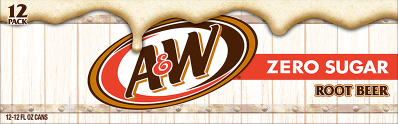 12
PACK
A&W
ZERO SUGAR
ROOT BEER
12-12 FL OZ CANS